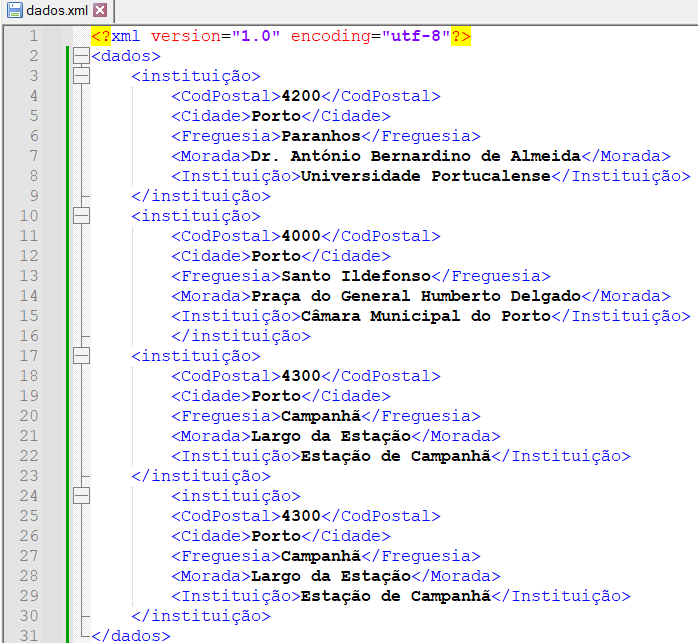 dados.xml
1 <?xml version="1.0" encoding="utf-8"?>
2 <dados>
3 <instituição>
4 <CodPostal>4200</CodPostal>
5 <Cidade>Porto</Cidade>
6 <Freguesia>Paranhos</Freguesia>
7 <Morada>Dr. António Bernardino de Almeida</Morada>
8 <Instituição>Universidade Portucalense</Instituição>
9 </instituição>
10 <instituição>
11 <CodPostal>4000</CodPostal>
12 <Cidade>Porto</Cidade>
13 <Freguesia>Santo Ildefonso</Freguesia>
14 <Morada>Praça do General Humberto Delgado</Morada>
15 <Instituição>Câmara Municipal do Porto</Instituição>
16 </instituição>
17 <instituição>
18 <CodPostal>4300</CodPostal>
19 <Cidade>Porto</Cidade>
20 <Freguesia>Campanhã</Freguesia>
21 <Morada>Largo da Estação</Morada>
22 <Instituição>Estação de Campanhã</Instituição>
23 </instituição>
24 <instituição>
25 <CodPostal>4300</CodPostal>
26 <Cidade>Porto</Cidade>
27 <Freguesia>Campanhã</Freguesia>
28 <Morada>Largo da Estação</Morada>
29 <Instituição>Estação de Campanhã</Instituição>
30 </instituição>
31 </dados>